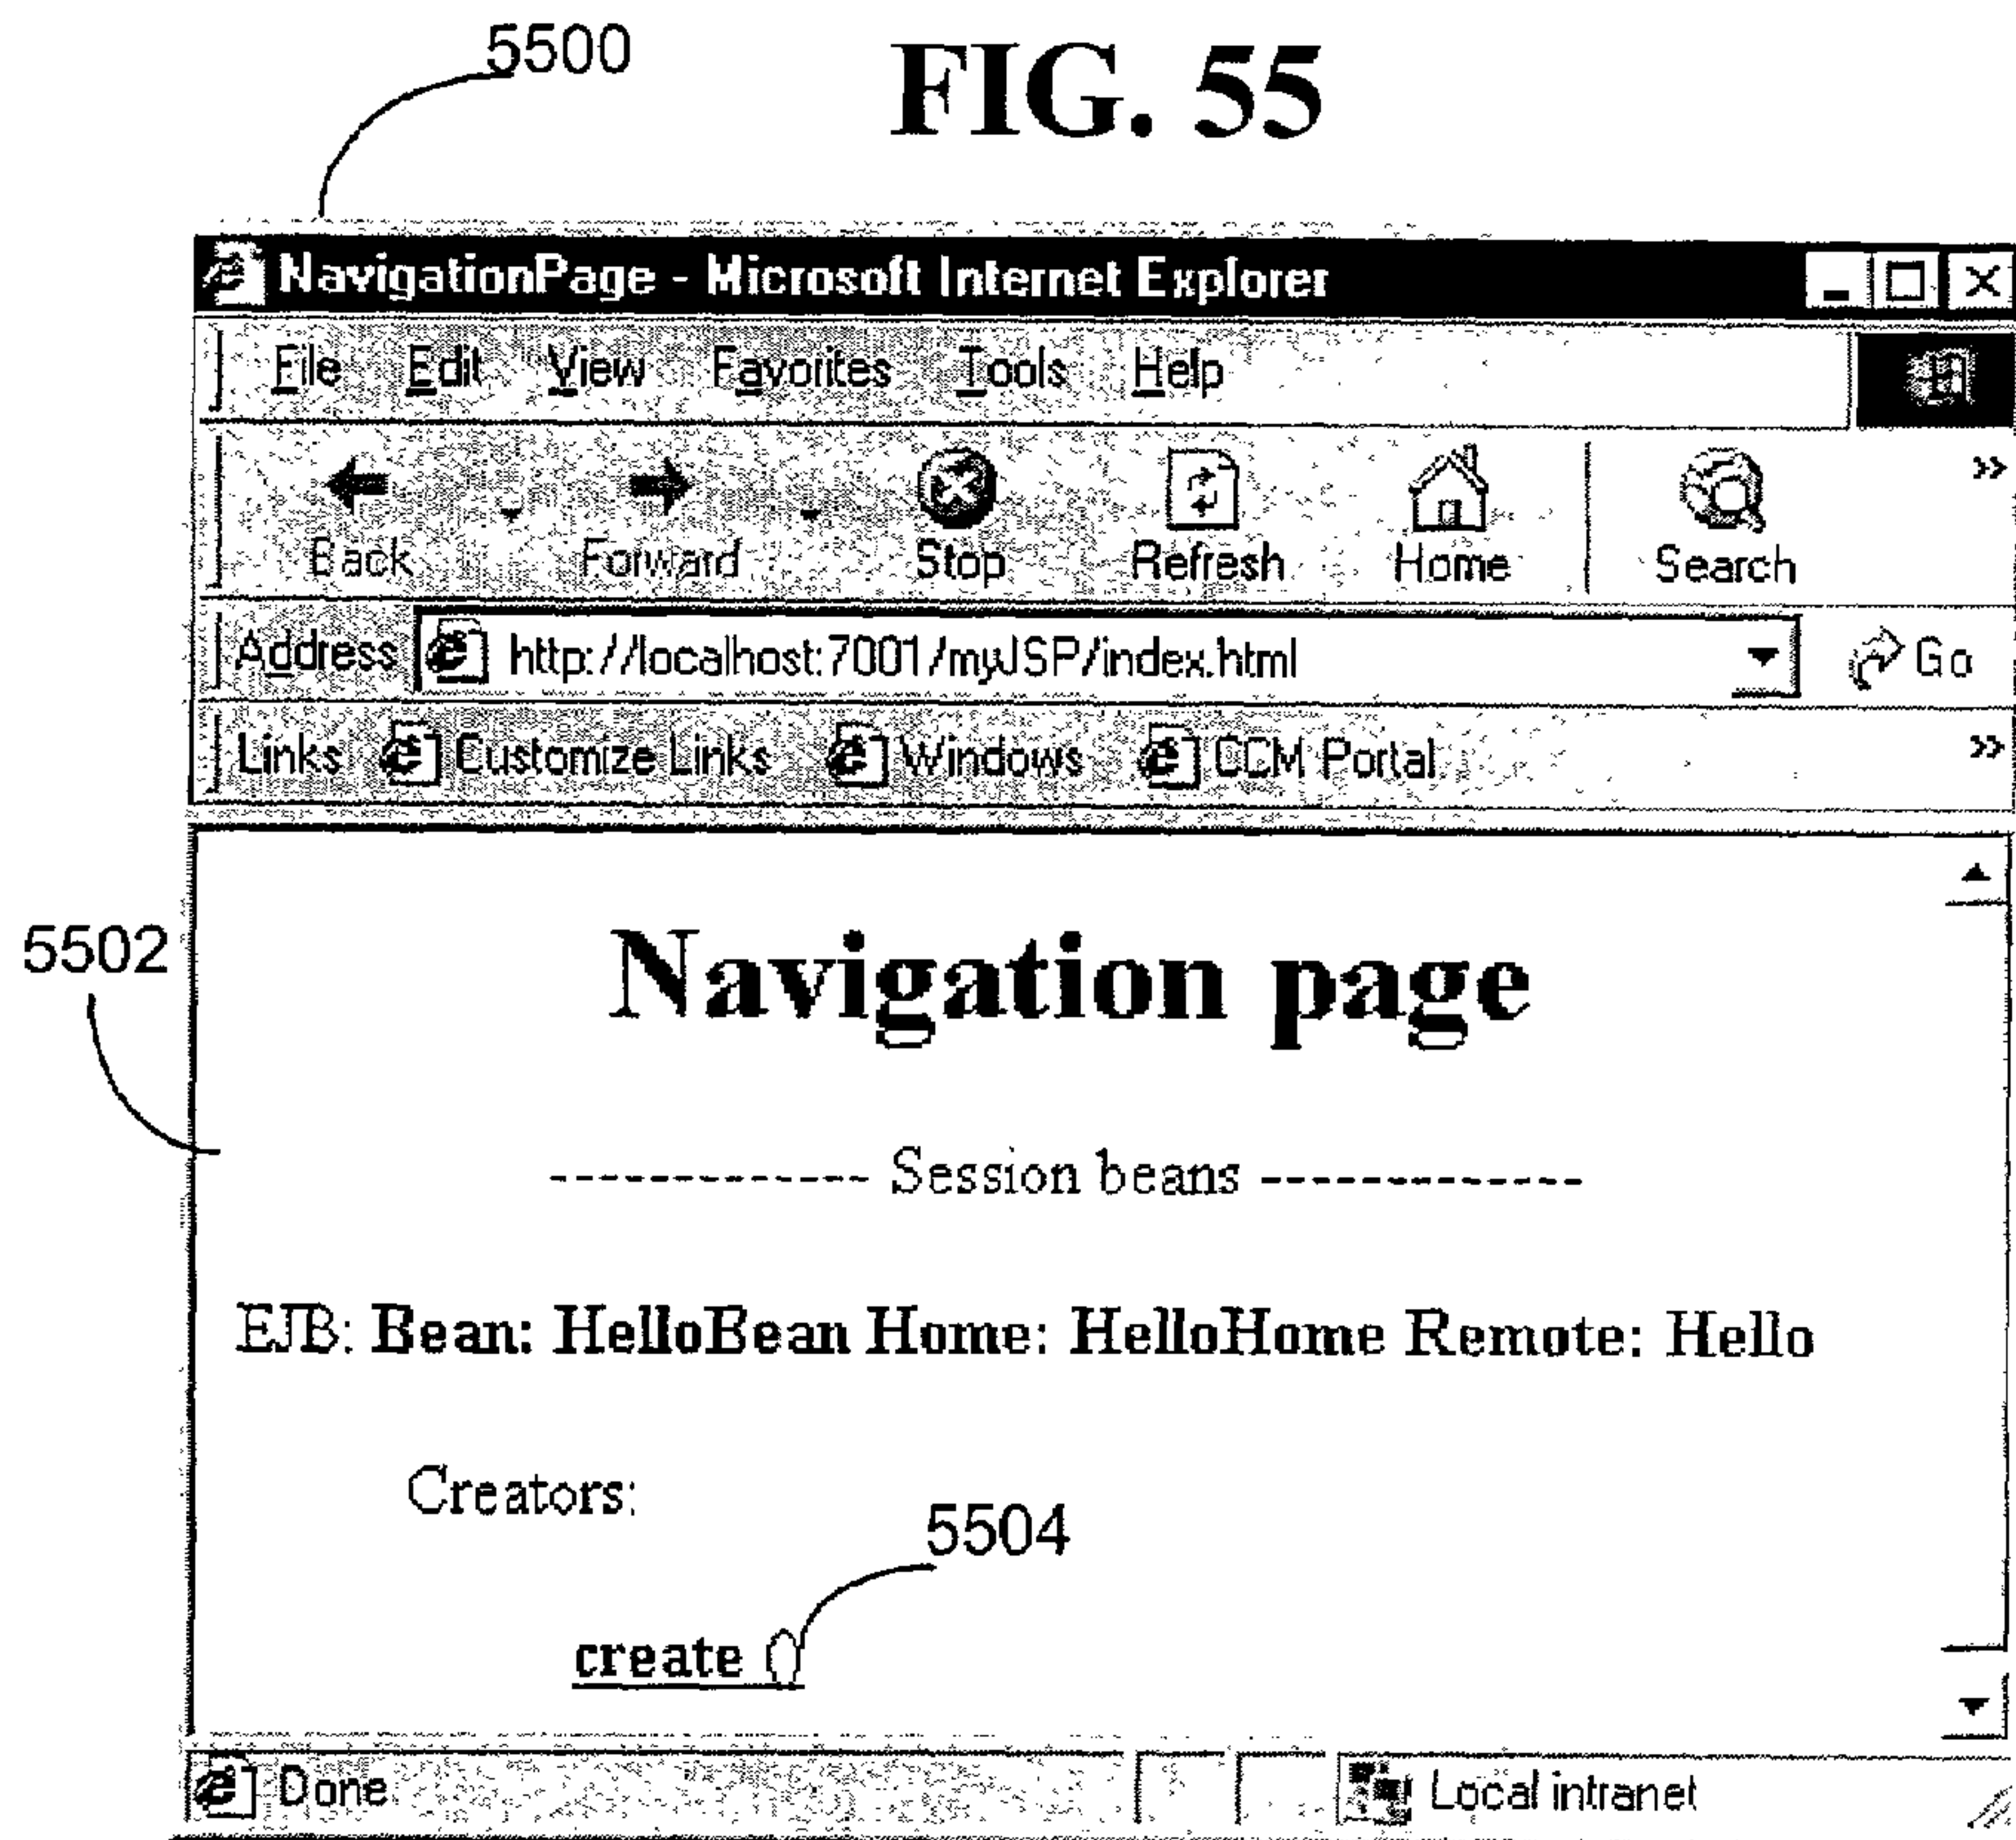 5500
FIG. 55
NavigationPage - Microsoft Internet Explorer
File Edit View Favorites Tools Help
Back Forward Stop Refresh Home Search »
Address http://localhost:7001/myJSP/index.html Go
Links Customize Links Windows CCM Portal »
5502
Navigation page
------------- Session beans -------------
EJB: Bean: HelloBean Home: HelloHome Remote: Hello
Creators:
5504
create ()
Done Local intranet